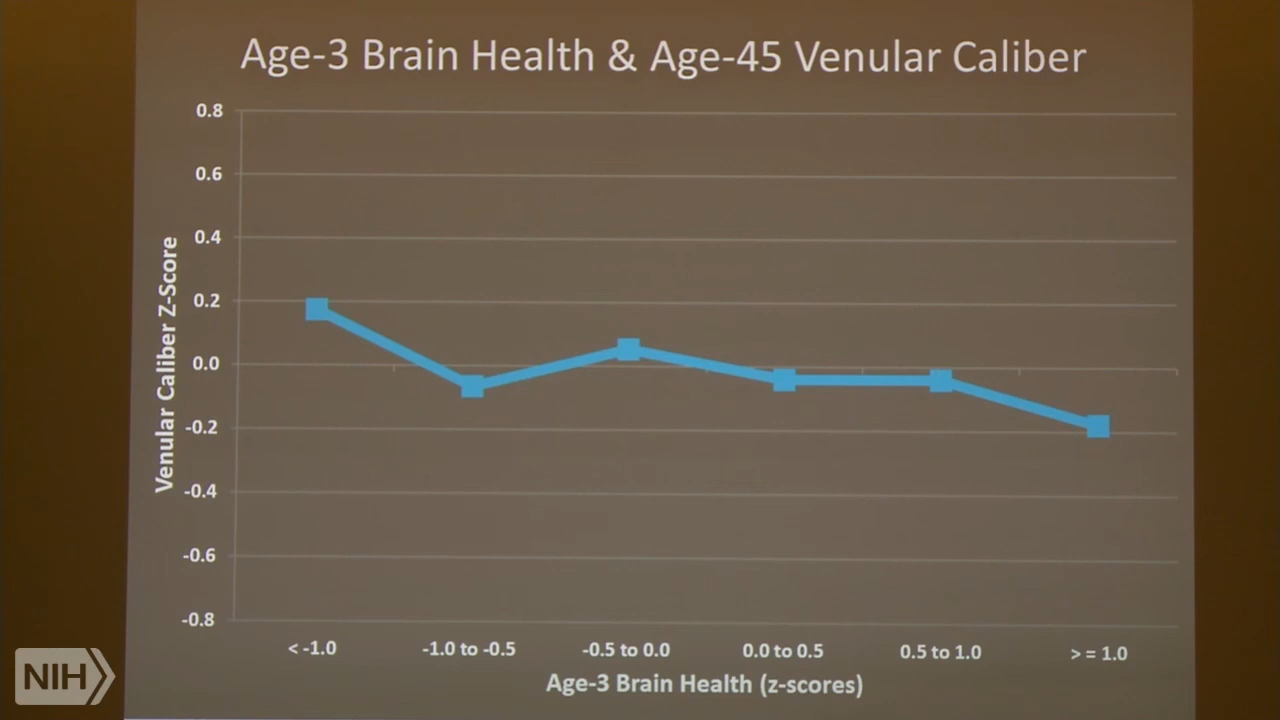 Age-3 Brain Health & Age-45 Venular Caliber
0.8
0.6
0.4
0.2
0.0
-0.2
-0.4
-0.6
-0.8
Venular Caliber Z-Score
< -1.0
-1.0 to -0.5
-0.5 to 0.0
0.0 to 0.5
0.5 to 1.0
> = 1.0
Age-3 Brain Health (z-scores)
NIH